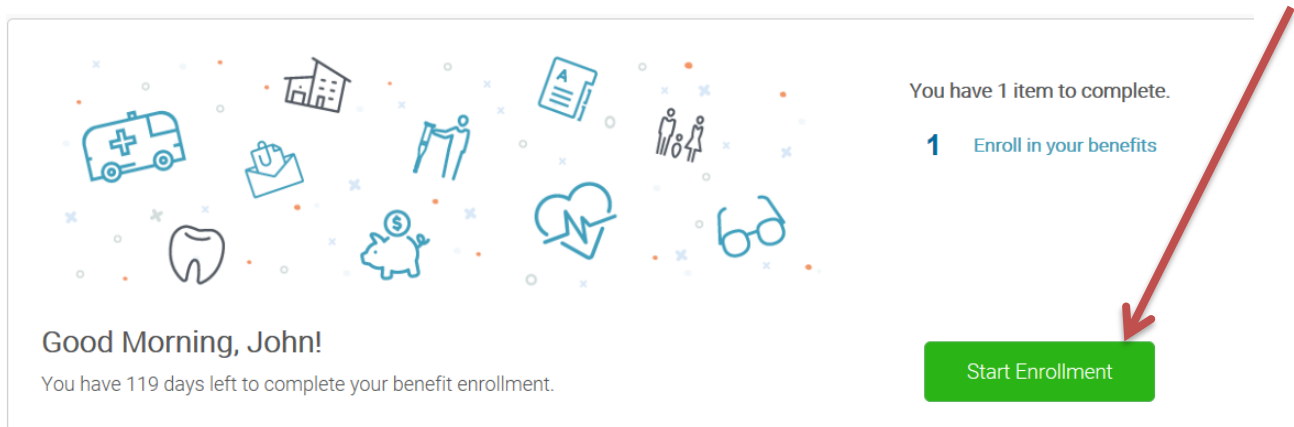 You have 1 item to complete.
1 Enroll in your benefits
A
$
Good Morning, John!
You have 119 days left to complete your benefit enrollment.
Start Enrollment